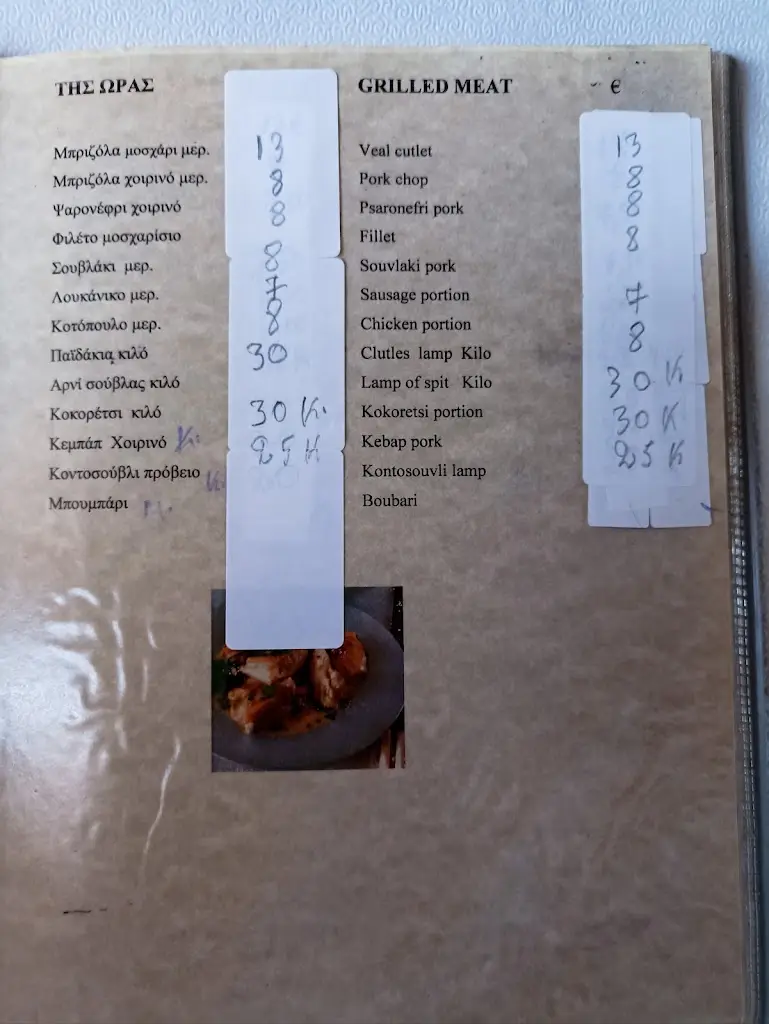 ΤΗΣ ΩΡΑΣ GRILLED MEAT €
Μπριζόλα μοσχάρι μερ. 13 Veal cutlet 13
Μπριζόλα χοιρινό μερ. 8 Pork chop 8
Ψαρονέφρι χοιρινό 8 Psaronefri pork 8
Φιλέτο μοσχαρίσιο Fillet 8
Σουβλάκι μερ. 8 Souvlaki pork
Λουκάνικο μερ. 7 Sausage portion 7
Κοτόπουλο μερ. 8 Chicken portion 8
Παϊδάκια κιλό 30 Clutles lamp Kilo
Αρνί σούβλας κιλό Lamp of spit Kilo 30 K
Κοκορέτσι κιλό 30 K. Kokoretsi portion 30 K
Κεμπάπ Χοιρινό K. 25 K Kebap pork 25 K
Κοντοσούβλι πρόβειο K. Kontosouvli lamp
Μπουμπάρι Boubari